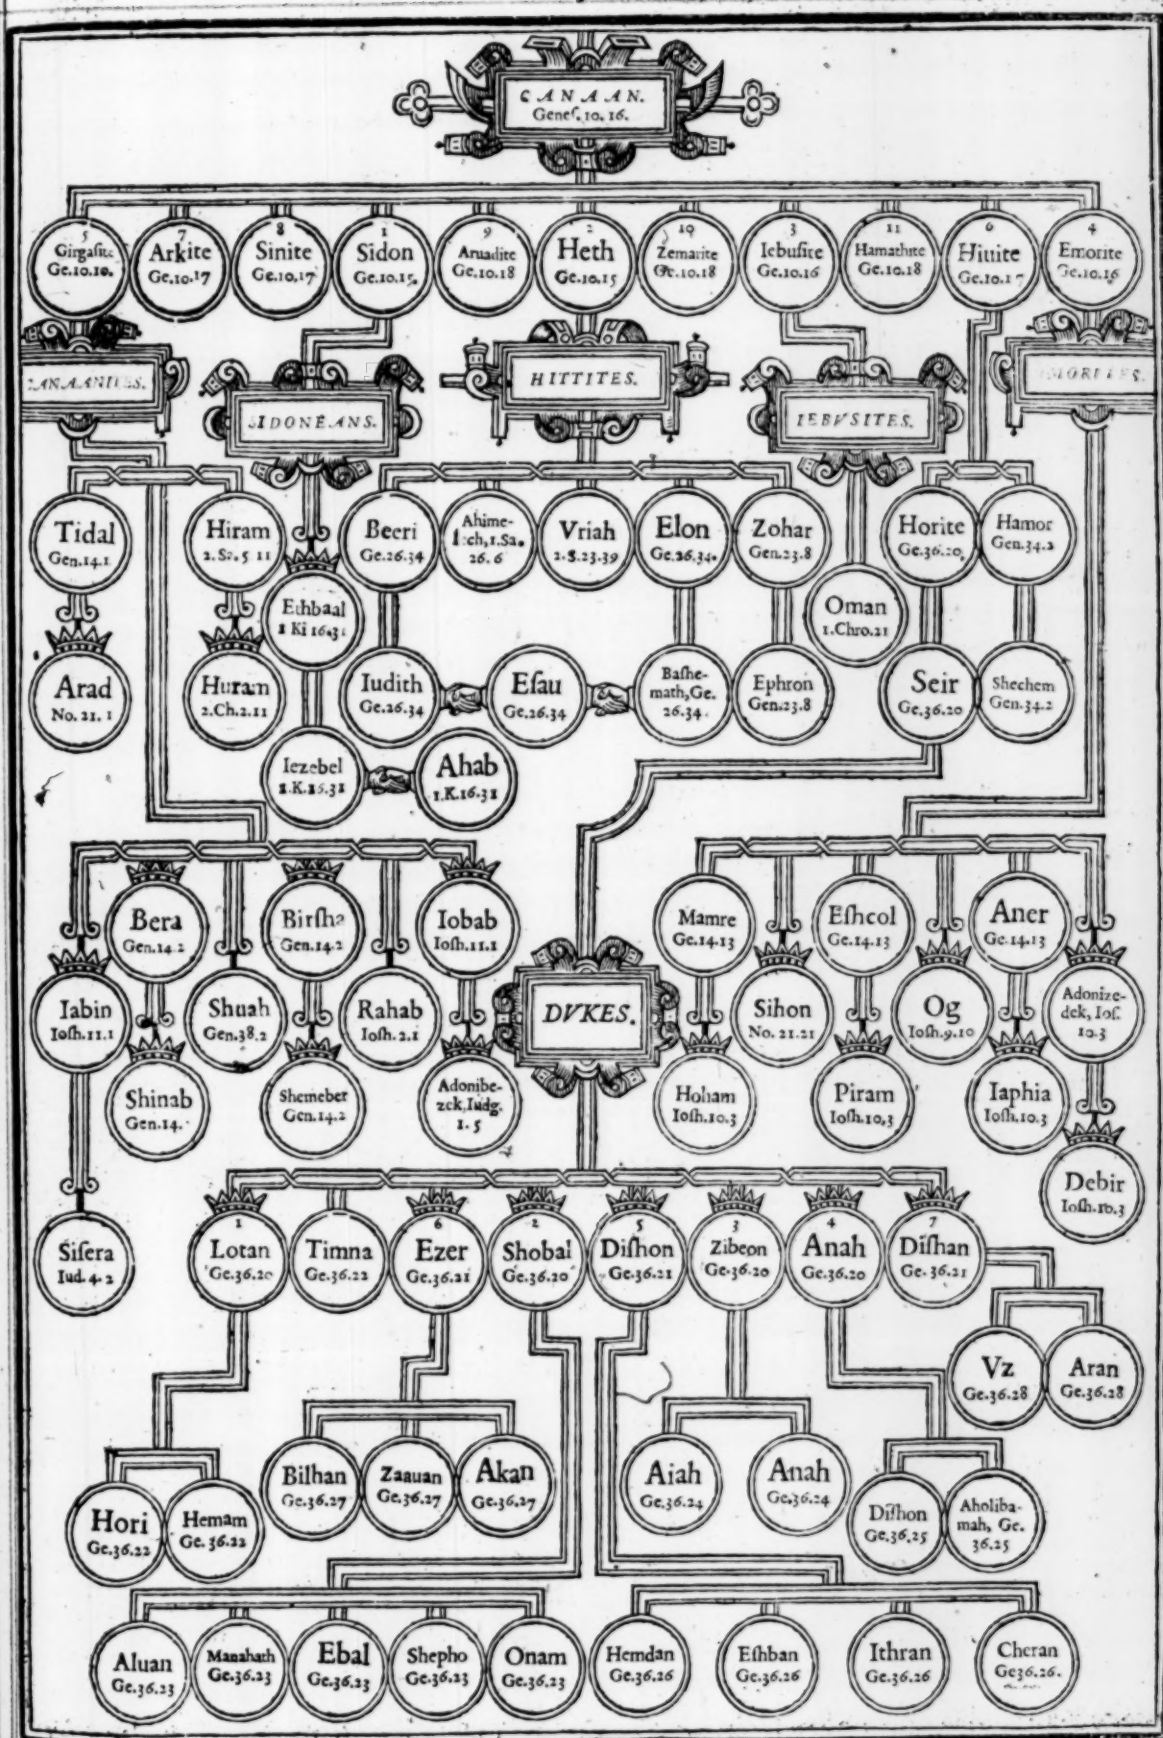 CANAAN.
Geneſ.10.16.
5
Girgaſite
Ge.10.10.
7
Arkite
Ge.10.17
8
Sinite
Ge.10.17
1
Sidon
Ge.10.15.
9
Aruadite
Ge.10.18
2
Heth
Ge.10.15
10
Zemarite
Ge.10.18
3
Iebuſite
Ge.10.16
11
Hamathite
Ge.10.18
6
Hiuite
Ge.10.17
4
Emorite
Ge.10.16
SIDONEANS.
HITTITES.
IEBVSITES.
Tidal
Gen.14.1
Hiram
2. Sa. 5 11
Beeri
Ge.26.34
Ahime-
lech,1.Sa.
26.6
Vriah
2.S.23.39
Elon
Ge.26.34.
Zohar
Gen.23.8
Horite
Ge.36.20
Hamor
Gen.34.2
Ethbaal
1 Ki 16.31
Oman
1.Chro.21
Arad
No. 21. 1
Huram
2.Ch.2.11
Iudith
Ge.26.34
Eſau
Ge.26.34
Baſhe-
math,Ge.
26.34.
Ephron
Gen.23.8
Seir
Ge.36.20
Shechem
Gen.34.2
Iezebel
1.K.16.31
Ahab
1.K.16.31
Bera
Gen.14.2
Birſha
Gen.14.2
Iobab
Ioſh.11.1
Mamre
Ge.14.13
Eſhcol
Ge.14.13
Aner
Ge.14.13
Iabin
Ioſh.11.1
Shuah
Gen.38.2
Rahab
Ioſh.2.1
DVKES.
Sihon
No. 21.21
Og
Ioſh.9.10
Adonize-
dek, Ioſ.
10.3
Shinab
Gen.14.
Shemeber
Gen.14.2
Adonibe-
zek,Iudg.
1. 5
Hoham
Ioſh.10.3
Piram
Ioſh.10.3
Iaphia
Ioſh.10.3
Debir
Ioſh.10.3
Siſera
Iud. 4. 2
1
Lotan
Ge.36.20
Timna
Ge.36.22
6
Ezer
Ge.36.21
2
Shobal
Ge.36.20
5
Diſhon
Ge.36.21
3
Zibeon
Ge.36.20
4
Anah
Ge.36.20
7
Diſhan
Ge.36.21
Vz
Ge.36.28
Aran
Ge.36.28
Bilhan
Ge.36.27
Zaauan
Ge.36.27
Akan
Ge.36.27
Aiah
Ge.36.24
Anah
Ge.36.24
Hori
Ge.36.22
Hemam
Ge. 36.22
Diſhon
Ge.36.25
Aholiba-
mah, Ge.
36.25
Aluan
Ge.36.23
Manahath
Ge.36.23
Ebal
Ge.36.23
Shepho
Ge.36.23
Onam
Ge.36.23
Hemdan
Ge.36.26
Eſhban
Ge.36.26
Ithran
Ge.36.26
Cheran
Ge36.26.